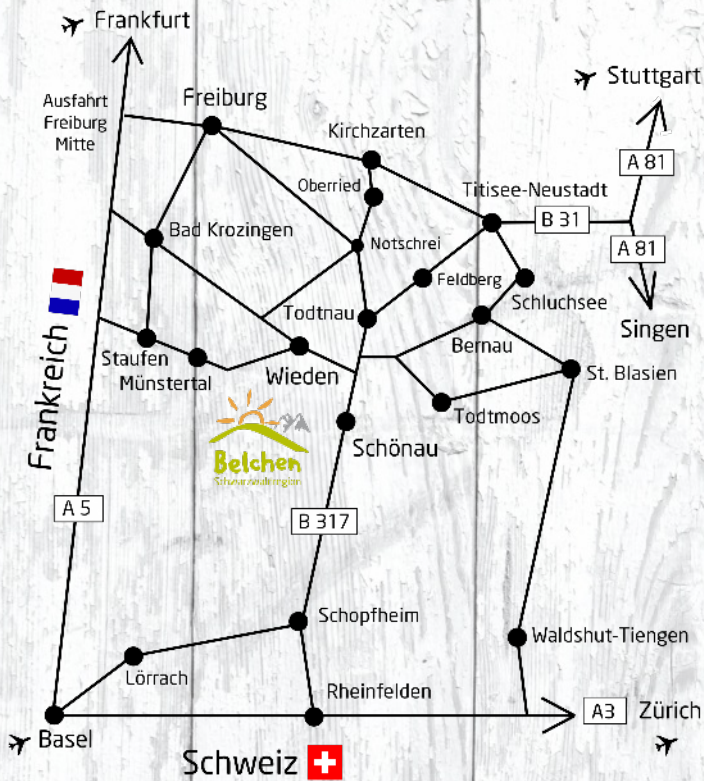 Frankfurt
Stuttgart
Ausfahrt
Freiburg
Mitte
Freiburg
Kirchzarten
A 81
Oberried
Titisee-Neustadt
B 31
Bad Krozingen
Notschrei
A 81
Feldberg
Schluchsee
Todtnau
Singen
Frankreich
Staufen
Münstertal
Wieden
Bernau
St. Blasien
Todtmoos
Belchen
Schwarzwaldregion
Schönau
A 5
B 317
Schopfheim
Waldshut-Tiengen
Lörrach
Rheinfelden
A3 Zürich
Basel
Schweiz